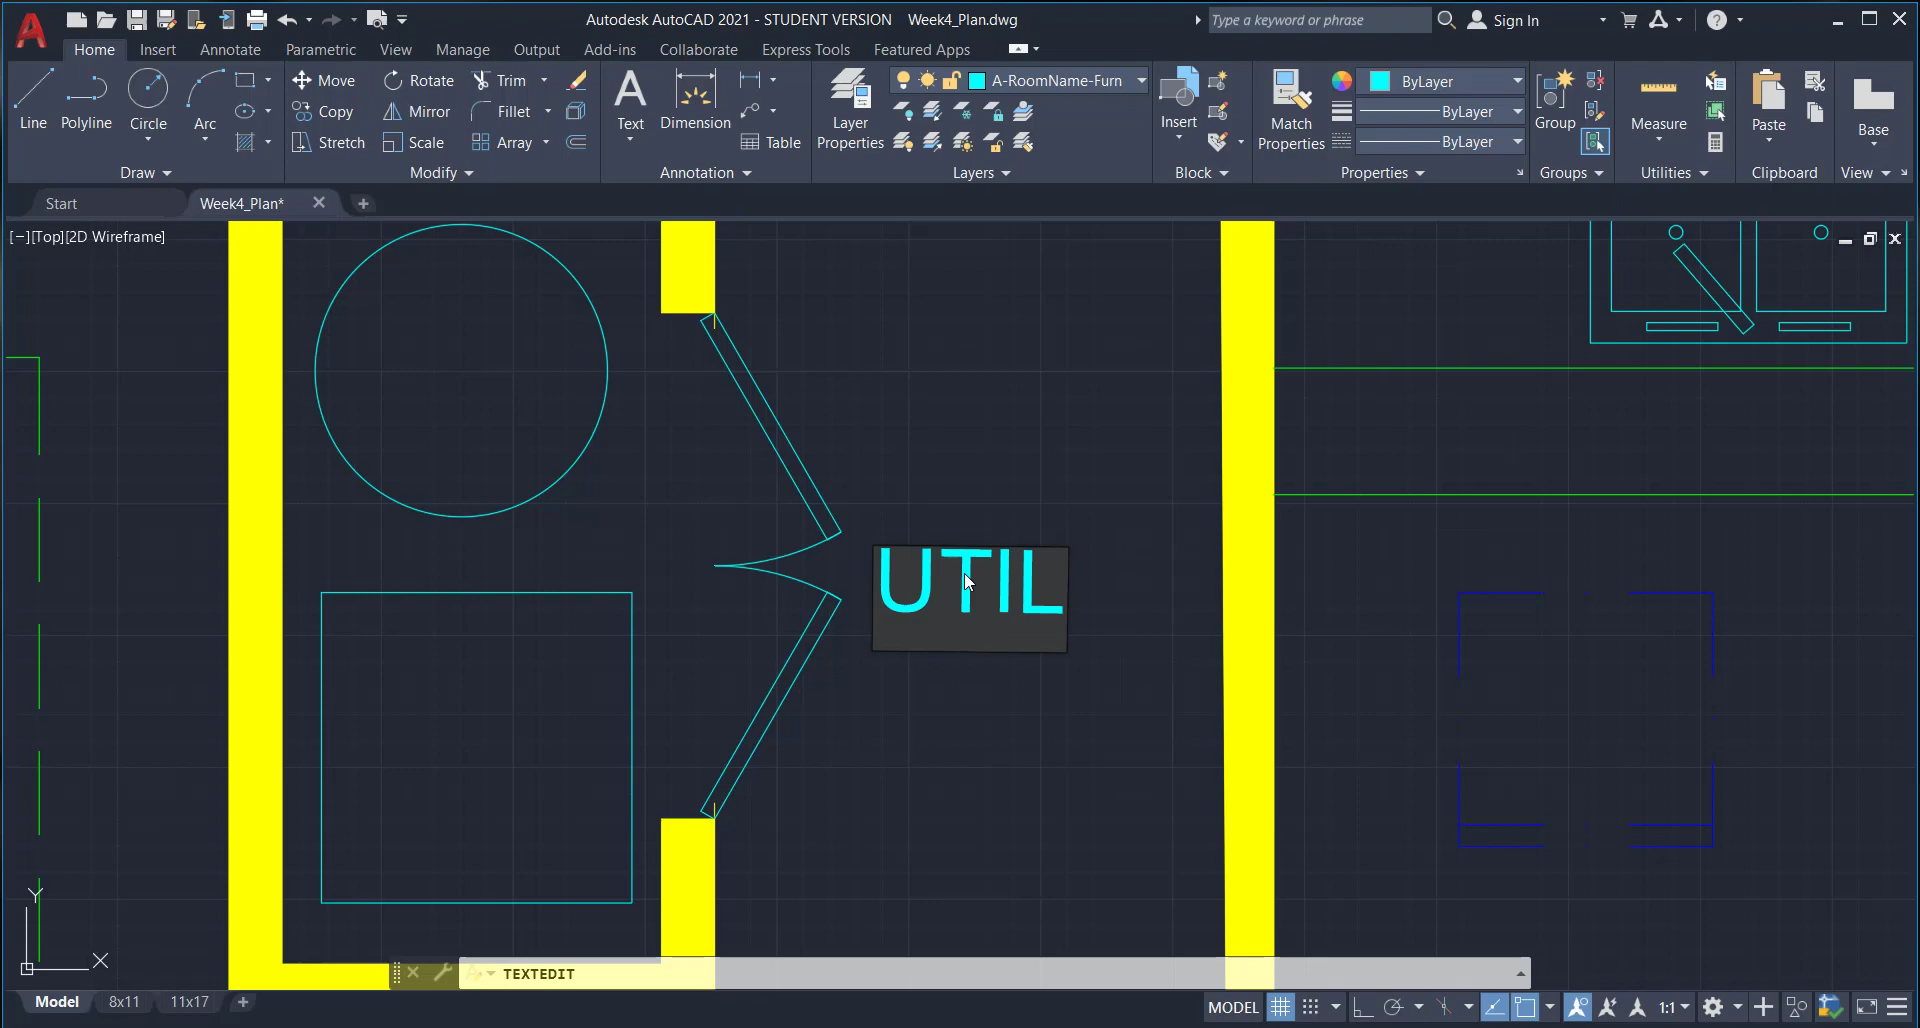 Autodesk AutoCAD 2021 - STUDENT VERSION Week4_Plan.dwg
Type a keyword or phrase
Sign In
Home Insert Annotate Parametric View Manage Output Add-ins Collaborate Express Tools Featured Apps
Line Polyline Circle Arc
Move Rotate Trim
Copy Mirror Fillet
Stretch Scale Array
Text Dimension Table
Layer Properties
A-RoomName-Furn
Insert
Match Properties
ByLayer
ByLayer
ByLayer
Group
Measure
Paste
Base
Draw Modify Annotation Layers Block Properties Groups Utilities Clipboard View
Start Week4_Plan*
[−][Top][2D Wireframe]
UTIL
Y
X
TEXTEDIT
Model 8x11 11x17
MODEL 1:1